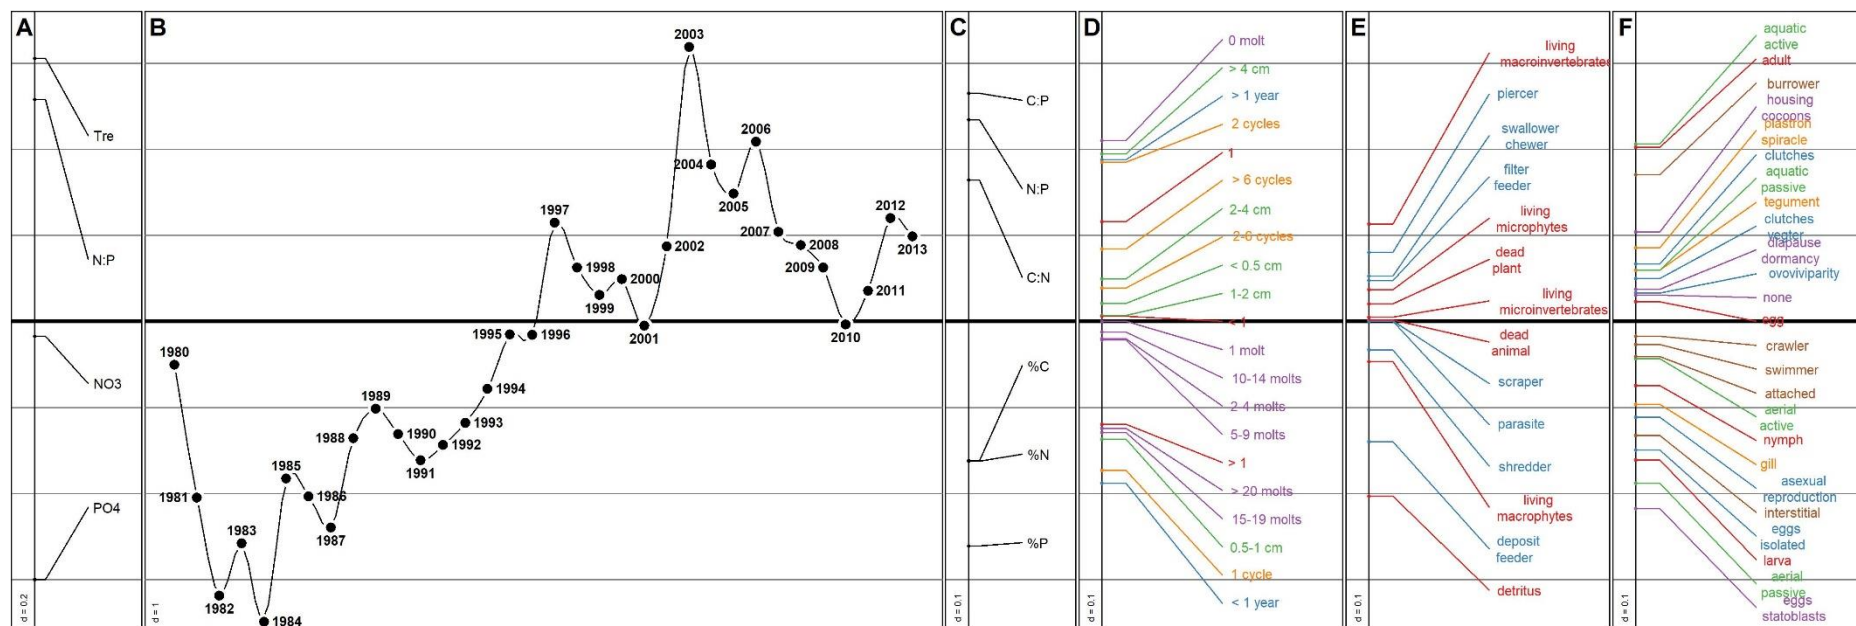 A
Tre
N:P
NO3
PO4
d = 0.2
B
2003
2006
2004
2005
1997
2012
2007
2008
2013
2002
1998
2009
2000
1999
2011
1995
1996
2001
2010
1980
1994
1989
1993
1988
1990
1992
1991
1985
1981
1986
1987
1983
1982
1984
d = 1
C
C:P
N:P
C:N
%C
%N
%P
d = 0.1
D
0 molt
> 4 cm
> 1 year
2 cycles
1
> 6 cycles
2-4 cm
2-6 cycles
< 0.5 cm
1-2 cm
< 1
1 molt
10-14 molts
2-4 molts
5-9 molts
> 1
> 20 molts
15-19 molts
0.5-1 cm
1 cycle
< 1 year
d = 0.1
E
living
macroinvertebrates
piercer
swallower
chewer
filter
feeder
living
microphytes
dead
plant
living
microinvertebrates
dead
animal
scraper
parasite
shredder
living
macrophytes
deposit
feeder
detritus
d = 0.1
F
aquatic
active
adult
burrower
housing
cocoons
plastron
spiracle
clutches
aquatic
passive
tegument
clutches
diapause
dormancy
ovoviviparity
none
egg
crawler
swimmer
attached
aerial
active
nymph
gill
asexual
reproduction
interstitial
eggs
isolated
larva
aerial
passive
eggs
statoblasts
d = 0.1